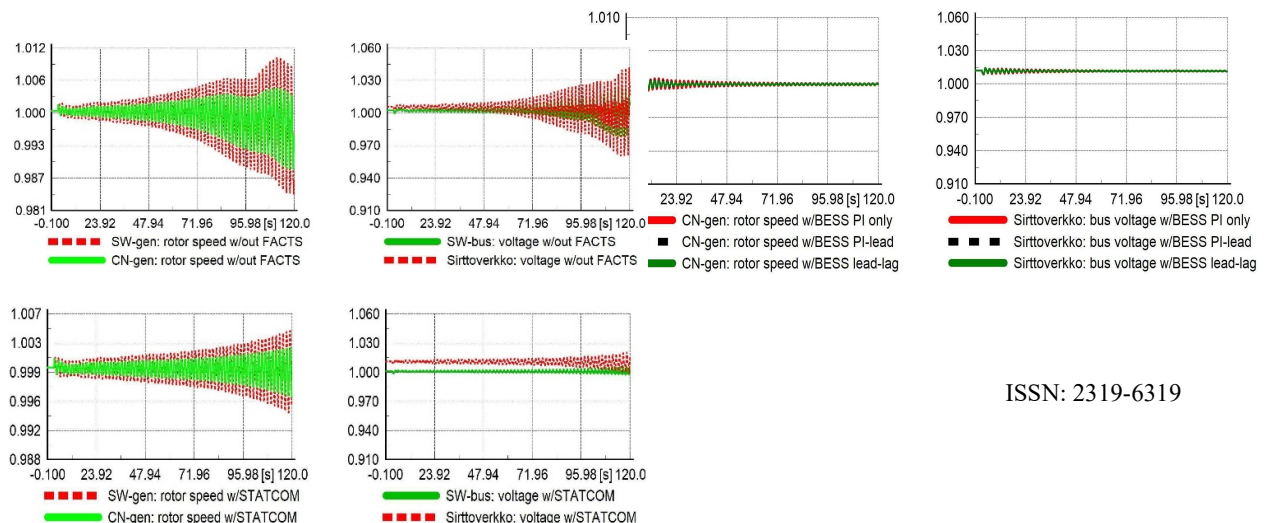 1.012
1.006
1.000
0.993
0.987
0.981
-0.100 23.92 47.94 71.96 95.98 [s] 120.0
SW-gen: rotor speed w/out FACTS
CN-gen: rotor speed w/out FACTS
1.060
1.030
1.000
0.970
0.940
0.910
-0.100 23.92 47.94 71.96 95.98 [s] 120.0
SW-bus: voltage w/out FACTS
Sirttoverkko: voltage w/out FACTS
1.010
23.92 47.94 71.96 95.98 [s] 120.0
CN-gen: rotor speed w/BESS PI only
CN-gen: rotor speed w/BESS PI-lead
CN-gen: rotor speed w/BESS lead-lag
1.060
1.030
1.000
0.970
0.940
0.910
-0.100 23.92 47.94 71.96 95.98 [s] 120.0
Sirttoverkko: bus voltage w/BESS PI only
Sirttoverkko: bus voltage w/BESS PI-lead
Sirttoverkko: bus voltage w/BESS lead-lag
1.007
1.003
0.999
0.996
0.992
0.988
-0.100 23.92 47.94 71.96 95.98 [s] 120.0
SW-gen: rotor speed w/STATCOM
CN-gen: rotor speed w/STATCOM
1.060
1.030
1.000
0.970
0.940
0.910
-0.100 23.92 47.94 71.96 95.98 [s] 120.0
SW-bus: voltage w/STATCOM
Sirttoverkko: voltage w/STATCOM
ISSN: 2319-6319